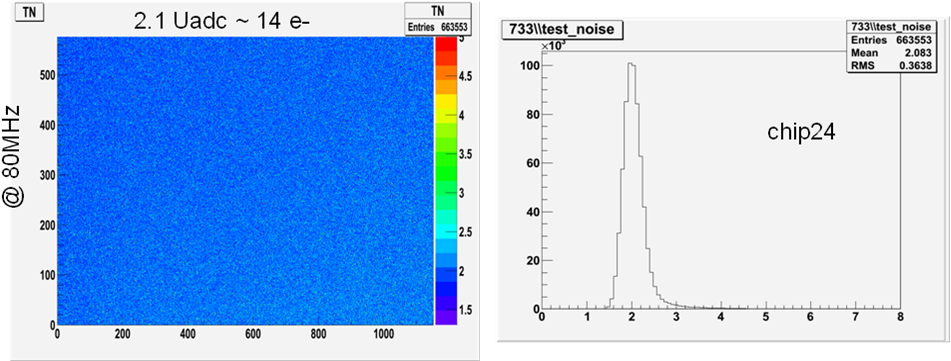 TN
2.1 Uadc ~ 14 e-
TN
Entries 663553
@ 80MHz
500
400
300
200
100
0
0 200 400 600 800 1000
5
4.5
4
3.5
3
2.5
2
1.5
733\\test_noise
×10³
733\\test_noise
Entries 663553
Mean 2.083
RMS 0.3638
chip24
100
80
60
40
20
0
0 1 2 3 4 5 6 7 8